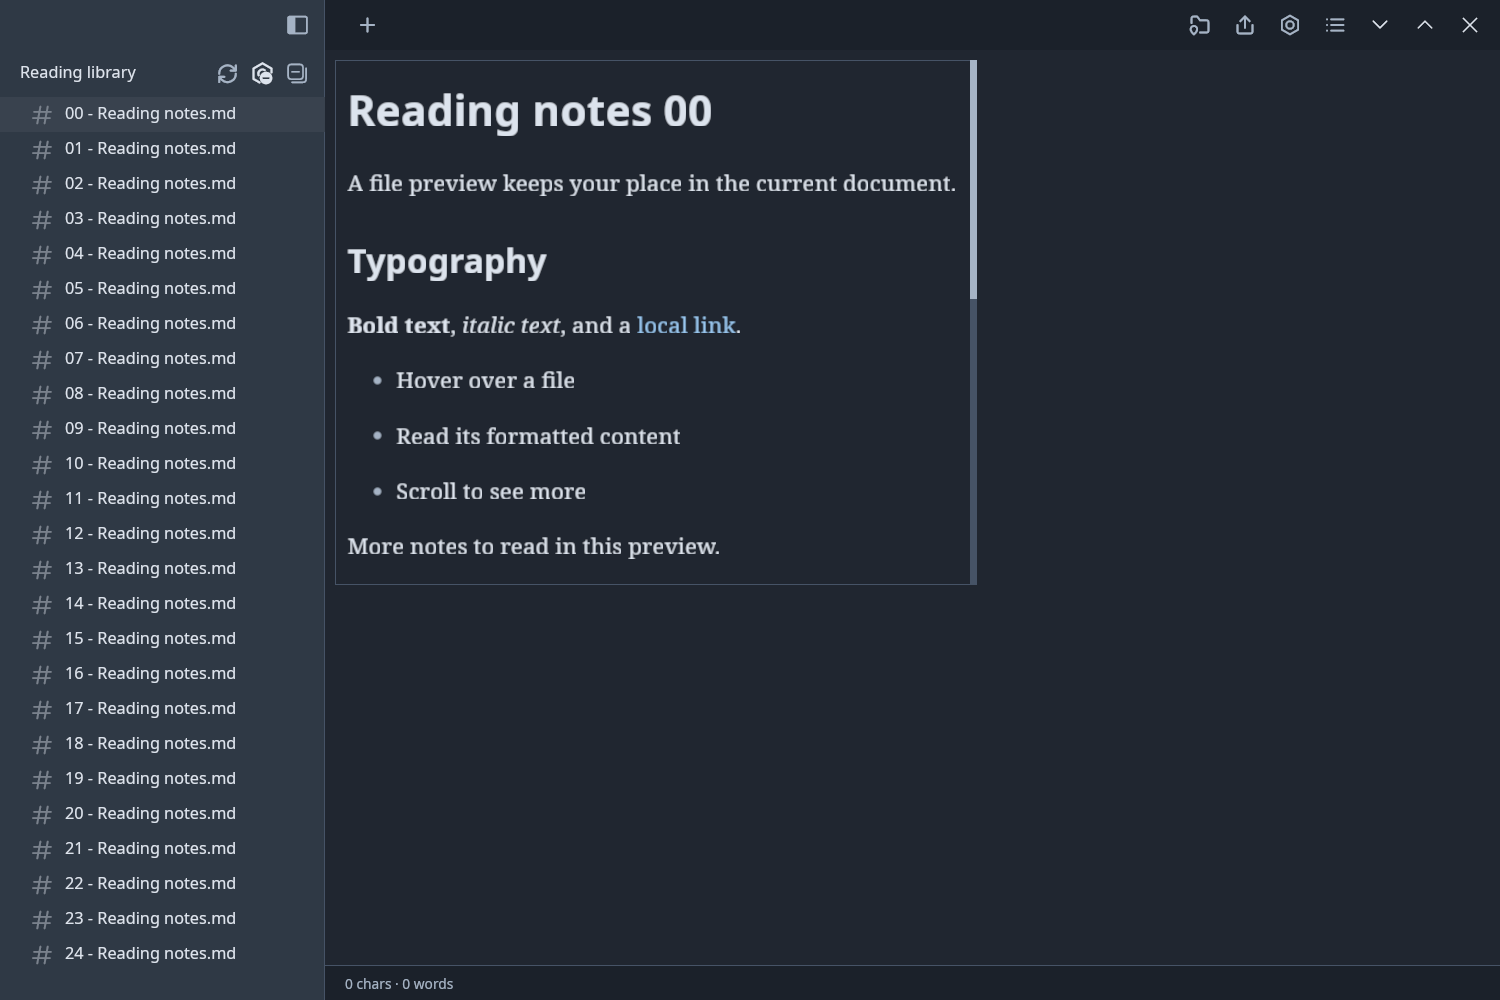 Reading library
00 - Reading notes.md
01 - Reading notes.md
02 - Reading notes.md
03 - Reading notes.md
04 - Reading notes.md
05 - Reading notes.md
06 - Reading notes.md
07 - Reading notes.md
08 - Reading notes.md
09 - Reading notes.md
10 - Reading notes.md
11 - Reading notes.md
12 - Reading notes.md
13 - Reading notes.md
14 - Reading notes.md
15 - Reading notes.md
16 - Reading notes.md
17 - Reading notes.md
18 - Reading notes.md
19 - Reading notes.md
20 - Reading notes.md
21 - Reading notes.md
22 - Reading notes.md
23 - Reading notes.md
24 - Reading notes.md
Reading notes 00
A file preview keeps your place in the current document.
Typography
Bold text, italic text, and a local link.
Hover over a file
Read its formatted content
Scroll to see more
More notes to read in this preview.
0 chars · 0 words